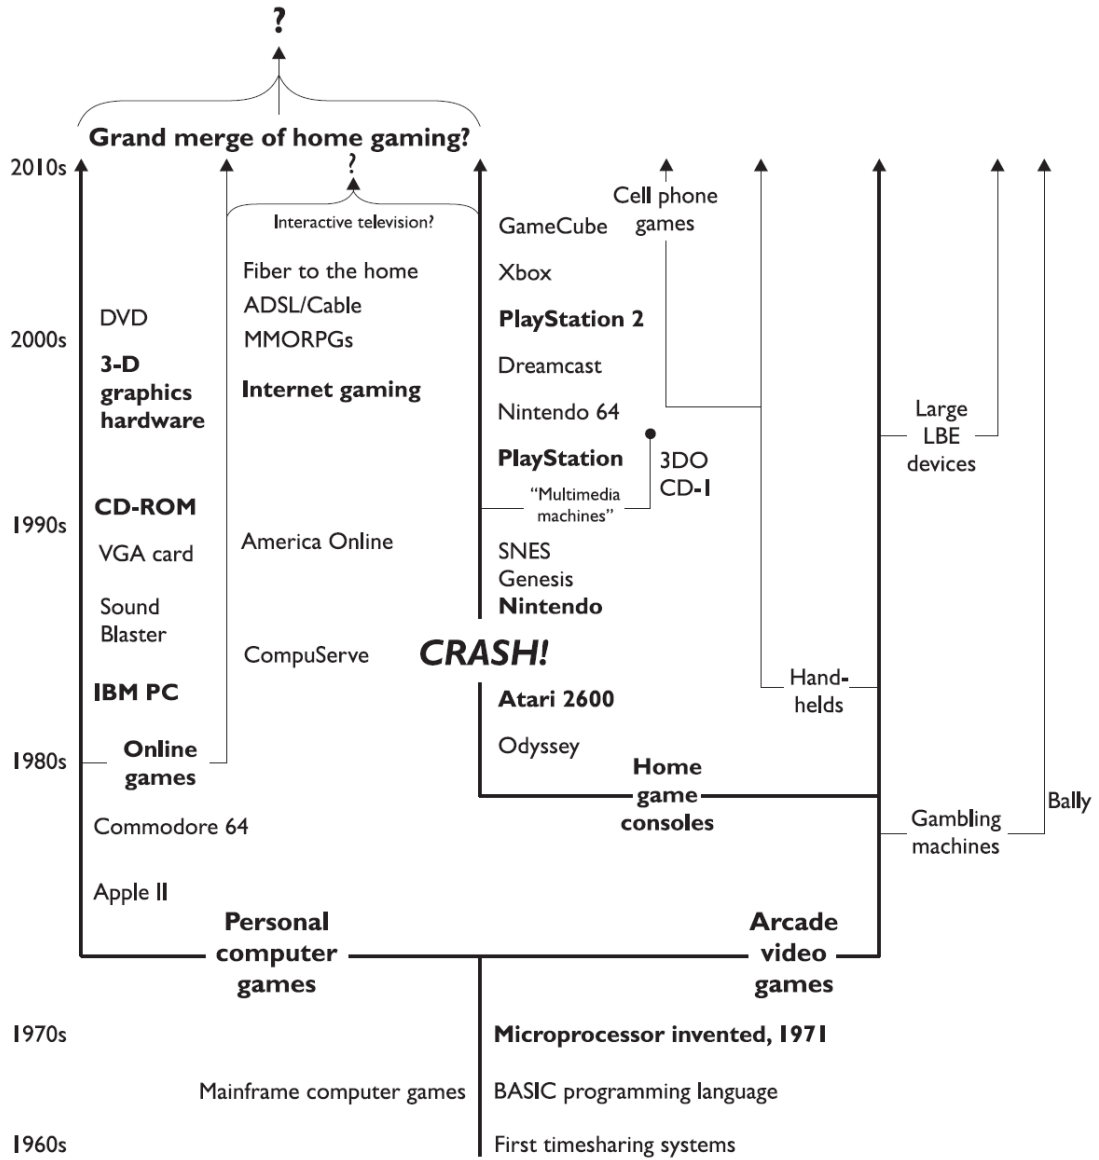 ?
Grand merge of home gaming?
2010s
?
Interactive television?
Cell phone
games
GameCube
Fiber to the home
Xbox
ADSL/Cable
DVD
PlayStation 2
2000s
MMORPGs
3-D
graphics
hardware
Dreamcast
Internet gaming
Nintendo 64
Large
LBE
devices
PlayStation
3DO
CD-I
"Multimedia
machines"
CD-ROM
1990s
America Online
VGA card
SNES
Genesis
Nintendo
Sound
Blaster
CompuServe
CRASH!
IBM PC
Atari 2600
Hand-
helds
Online
games
1980s
Odyssey
Home
game
consoles
Bally
Commodore 64
Gambling
machines
Apple II
Personal
computer
games
Arcade
video
games
1970s
Microprocessor invented, 1971
Mainframe computer games
BASIC programming language
1960s
First timesharing systems